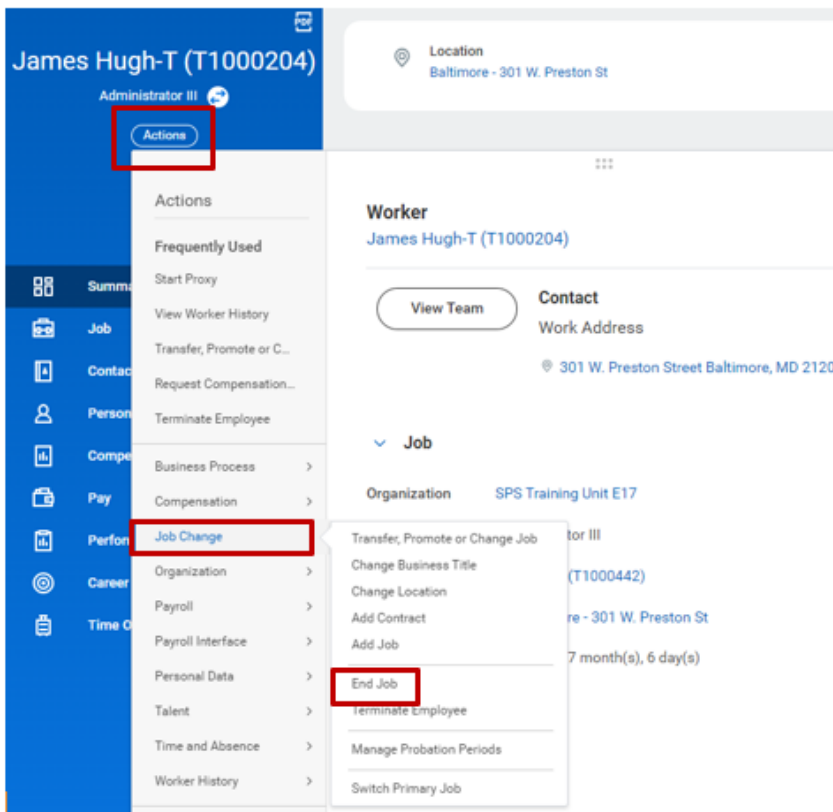 PDF
James Hugh-T (T1000204)
Administrator III
Actions
Location
Baltimore - 301 W. Preston St
Actions
Frequently Used
Start Proxy
View Worker History
Transfer, Promote or C...
Request Compensation...
Terminate Employee
Business Process
Compensation
Job Change
Organization
Payroll
Payroll Interface
Personal Data
Talent
Time and Absence
Worker History
Summa
Job
Contac
Person
Compe
Pay
Perfor
Career
Time O
Worker
James Hugh-T (T1000204)
View Team
Contact
Work Address
301 W. Preston Street Baltimore, MD 2120
Job
Organization SPS Training Unit E17
tor III
(T1000442)
re - 301 W. Preston St
7 month(s), 6 day(s)
Transfer, Promote or Change Job
Change Business Title
Change Location
Add Contract
Add Job
End Job
Terminate Employee
Manage Probation Periods
Switch Primary Job